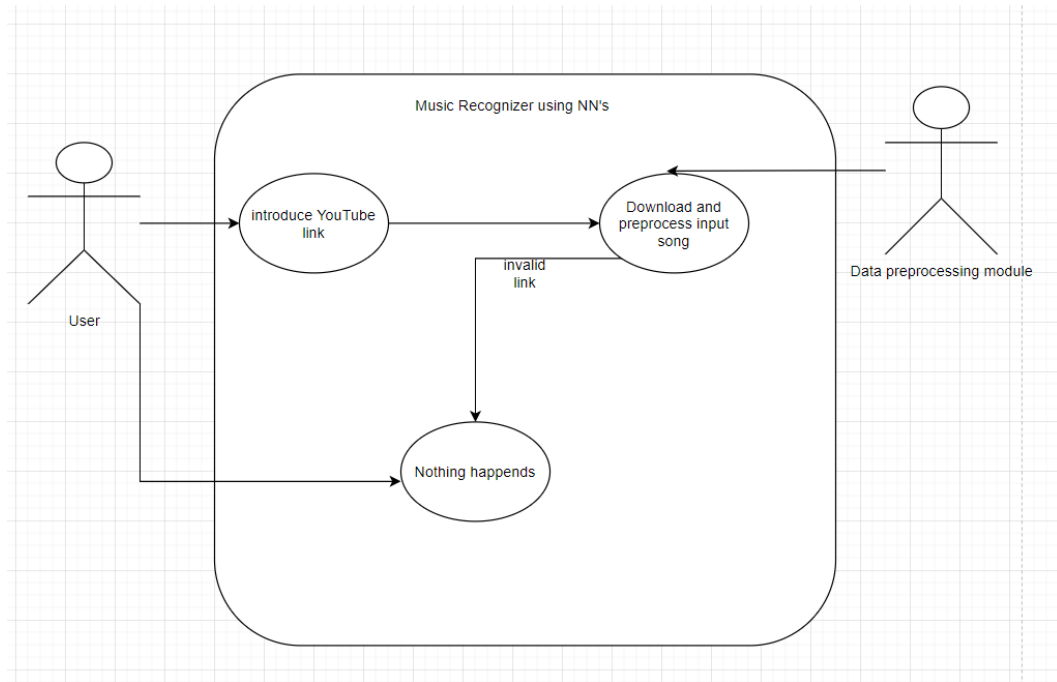 Music Recognizer using NN's
introduce YouTube
link
Download and
preprocess input
song
invalid
link
Data preprocessing module
User
Nothing happends